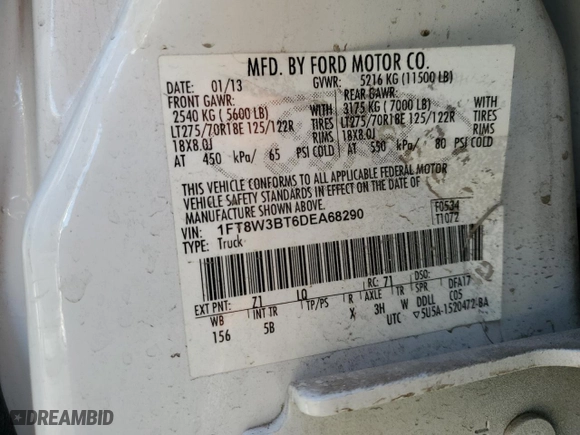 MFD. BY FORD MOTOR CO.
DATE: 01/13 GVWR: 5216 KG (11500 LB)
FRONT GAWR: REAR GAWR:
2540 KG (5600 LB) WITH 3175 KG (7000 LB) WITH
LT275/70R18E 125/122R TIRES LT275/70R18E 125/122R TIRES
18X8.0J RIMS 18X8.0J RIMS
AT 450 kPa/ 65 PSI COLD AT 550 kPa/ 80 PSI COLD
THIS VEHICLE CONFORMS TO ALL APPLICABLE FEDERAL MOTOR
VEHICLE SAFETY STANDARDS IN EFFECT ON THE DATE OF
MANUFACTURE SHOWN ABOVE.
VIN: 1FT8W3BT6DEA68290 F0534
TYPE: Truck T1072
EXT PNT: Z1 LQ RC: 71 DSO:
WB INT TR TP/PS R AXLE TR SPR DFA17
156 5B X 3H W DDLL C05
UTC ▽5U5A-1520472-BA
DREAMBID